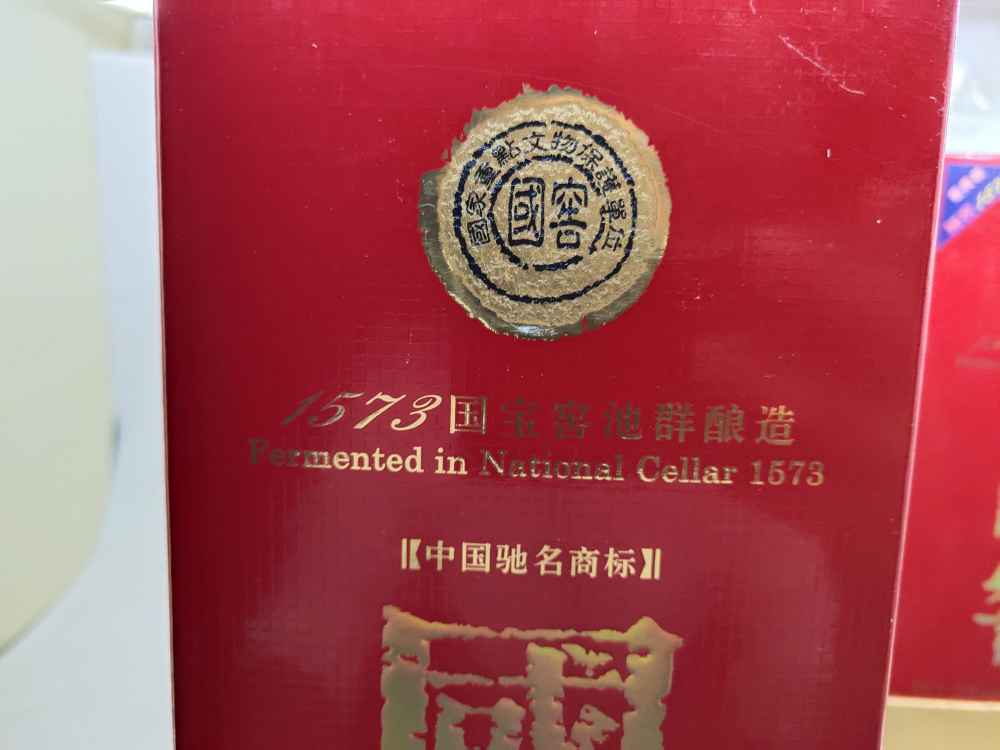 國家重點文物保護單位
國窖
1573国宝窖池群酿造
Fermented in National Cellar 1573
【中国驰名商标】